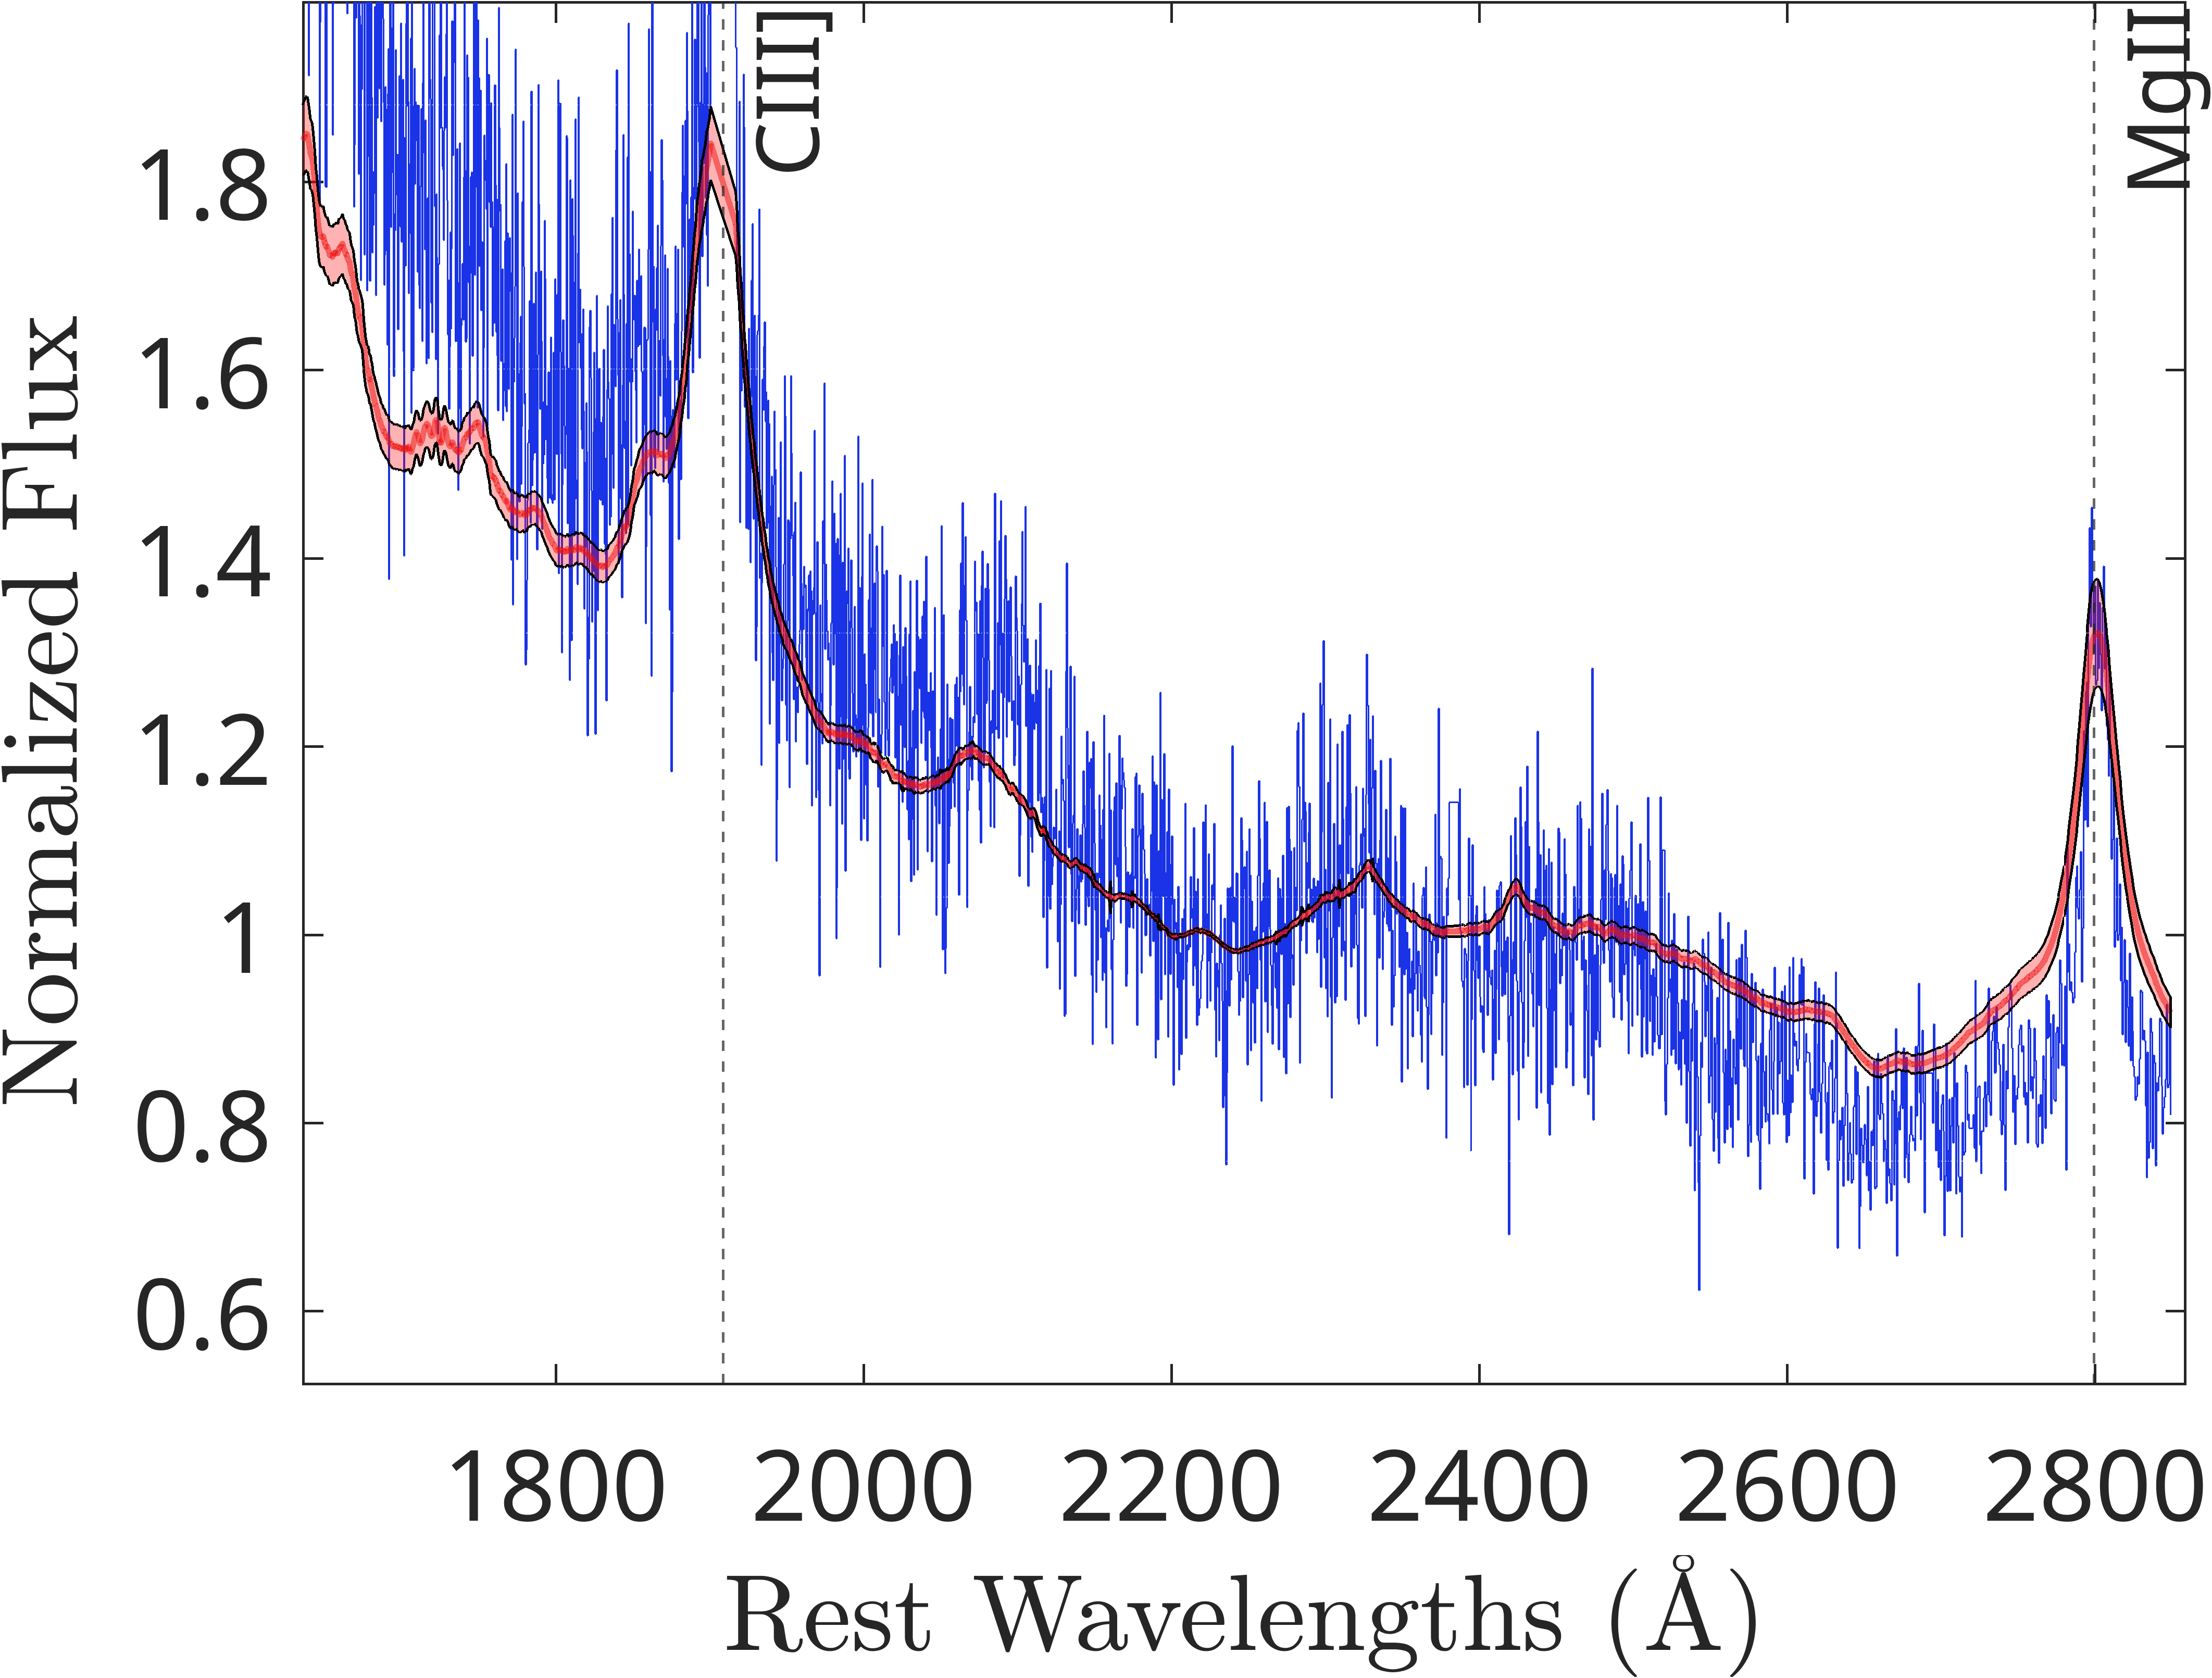 CIII]
MgII
Normalized Flux
1.8
1.6
1.4
1.2
1
0.8
0.6
1800 2000 2200 2400 2600 2800
Rest Wavelengths (Å)